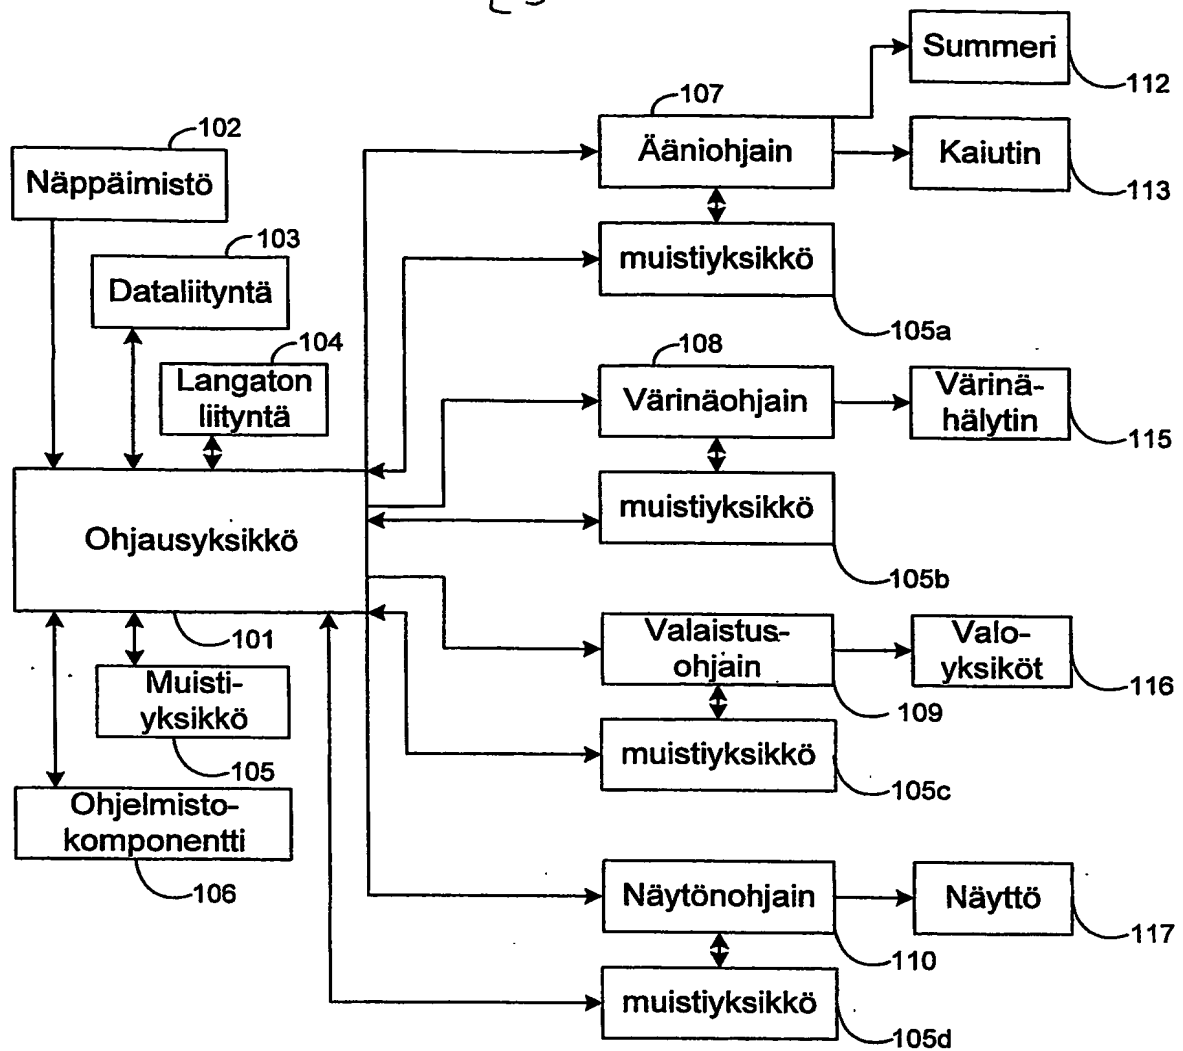 Summeri
112
107
Ääniohjain
Kaiutin
113
102
Näppäimistö
muistiyksikkö
105a
103
Dataliityntä
104
Langaton
liityntä
108
Värinäohjain
Värinä-
hälytin
115
muistiyksikkö
105b
Ohjausyksikkö
101
Valaistus-
ohjain
109
Valo-
yksiköt
116
Muisti-
yksikkö
105
muistiyksikkö
105c
Ohjelmisto-
komponentti
106
Näytönohjain
110
Näyttö
117
muistiyksikkö
105d